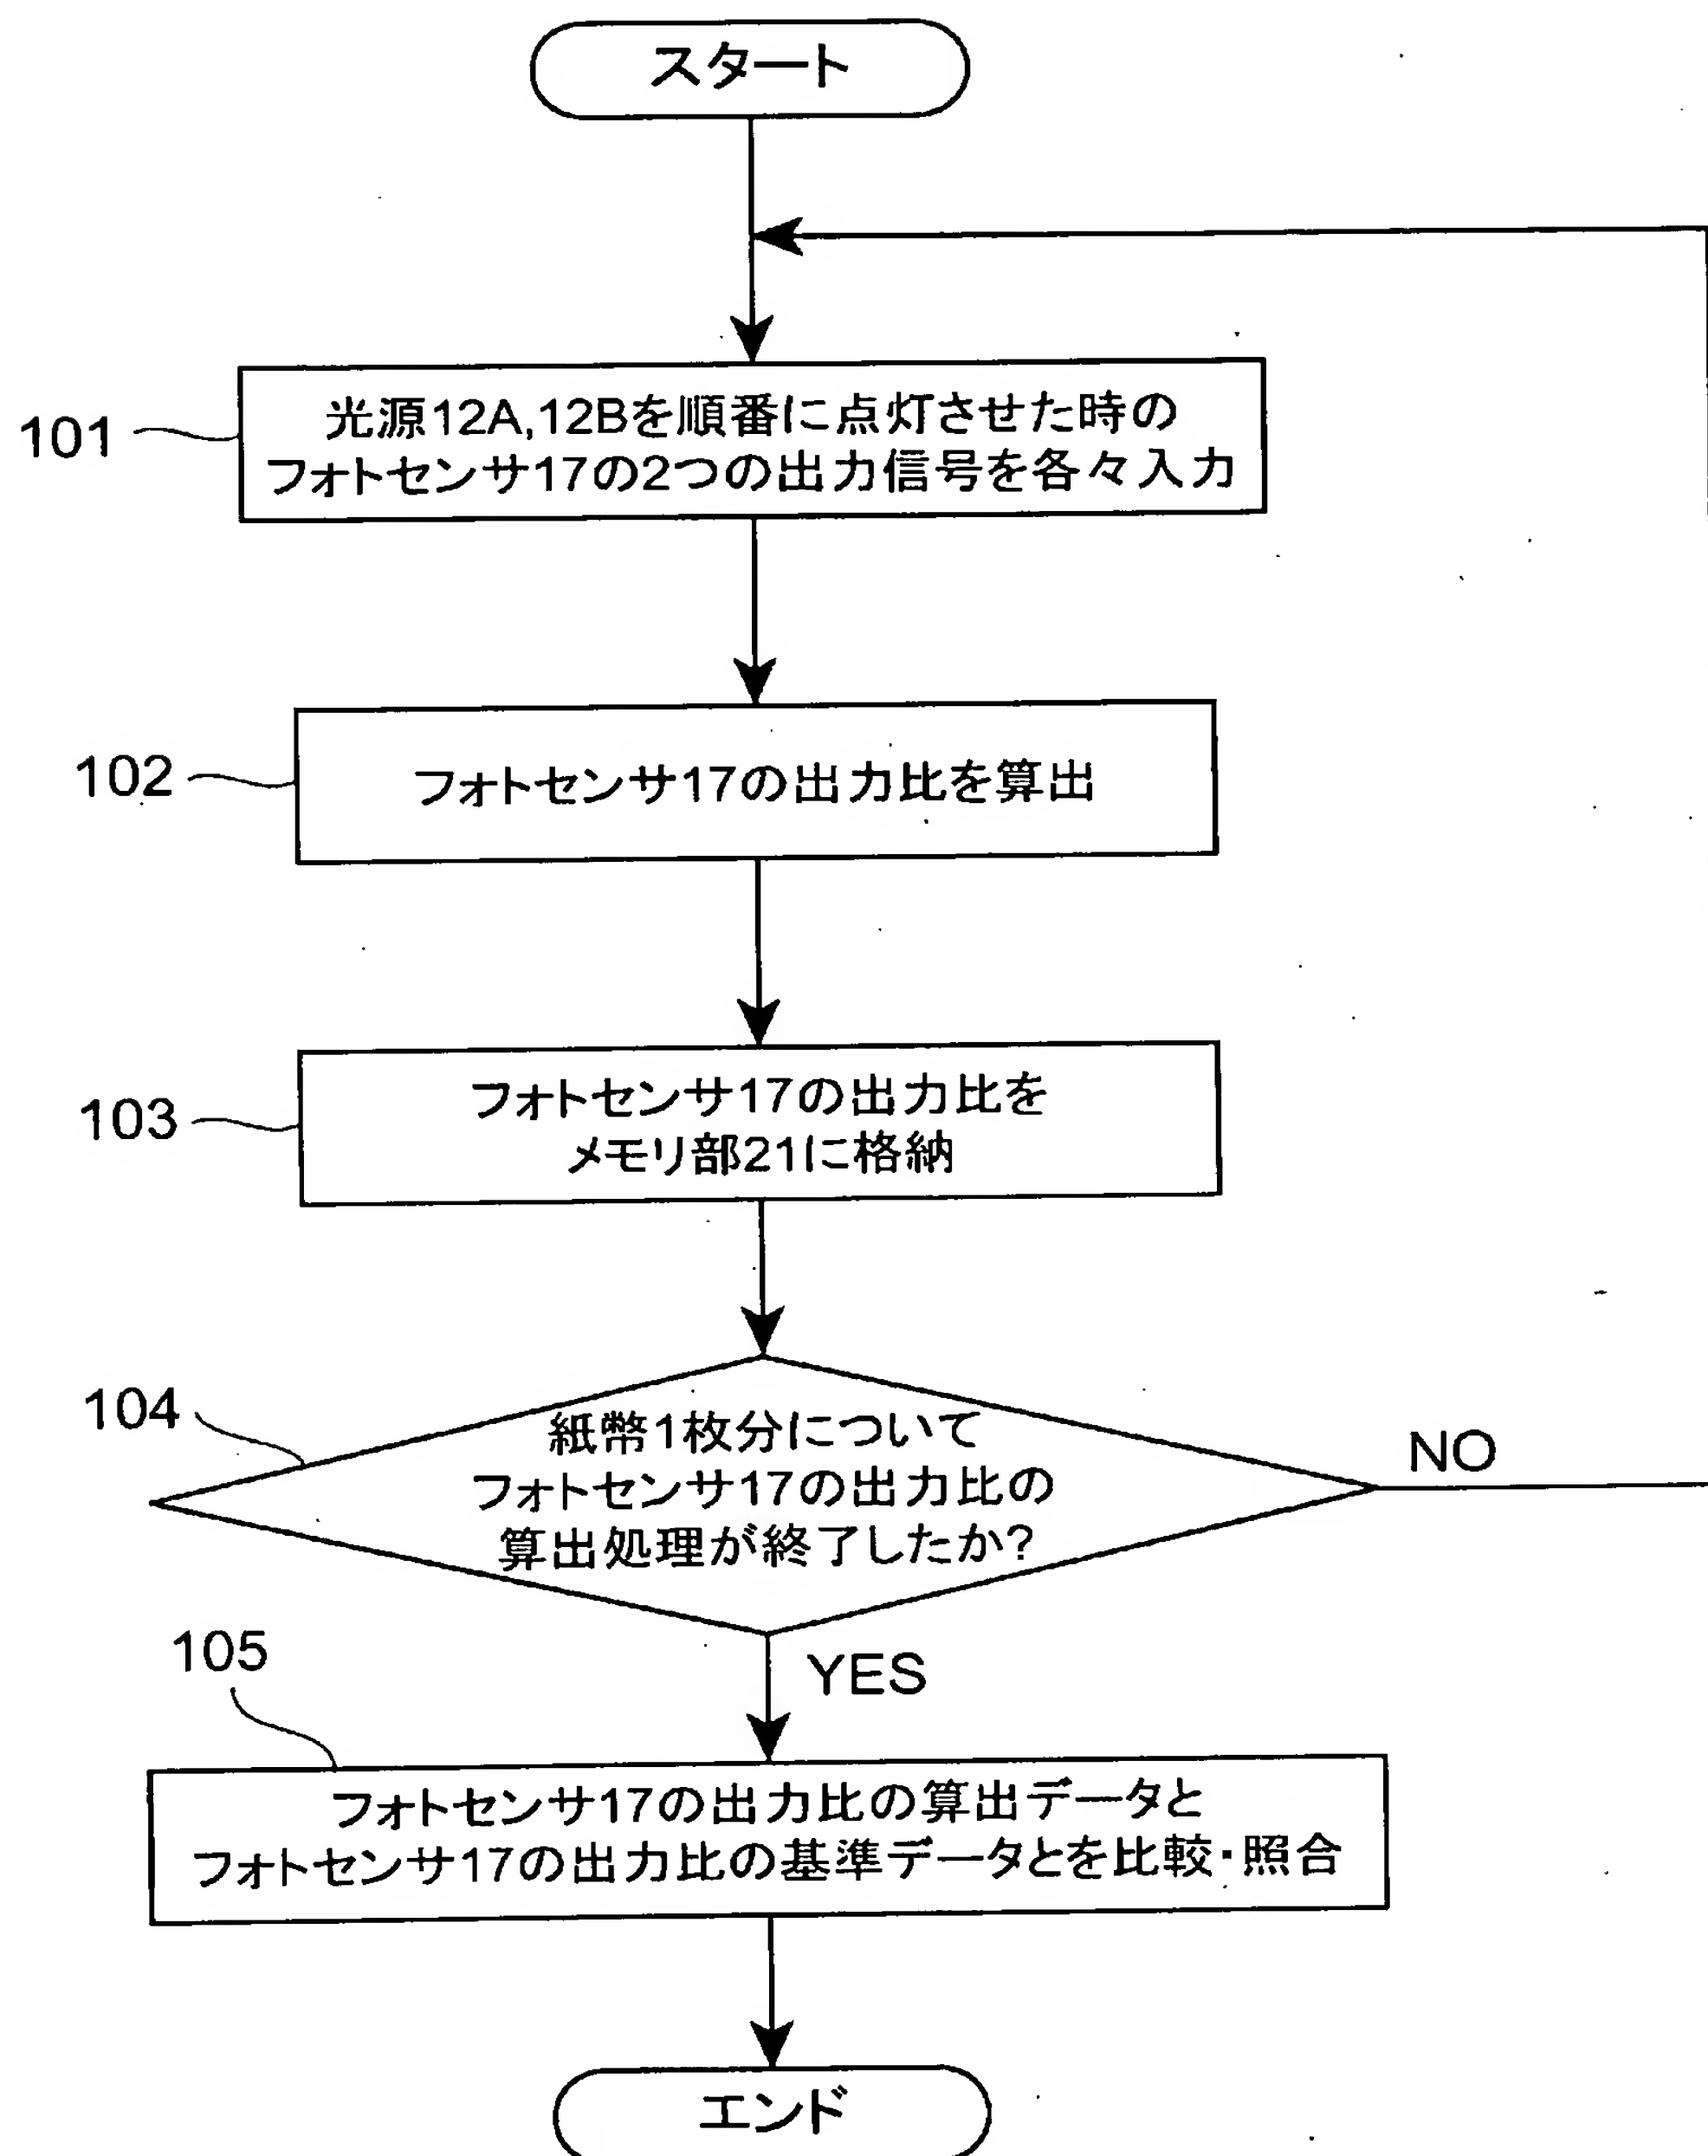 スタート
101
光源12A,12Bを順番に点灯させた時の
フォトセンサ17の2つの出力信号を各々入力
102
フォトセンサ17の出力比を算出
103
フォトセンサ17の出力比を
メモリ部21に格納
104
紙幣1枚分について
フォトセンサ17の出力比の
算出処理が終了したか?
NO
YES
105
フォトセンサ17の出力比の算出データと
フォトセンサ17の出力比の基準データとを比較・照合
エンド